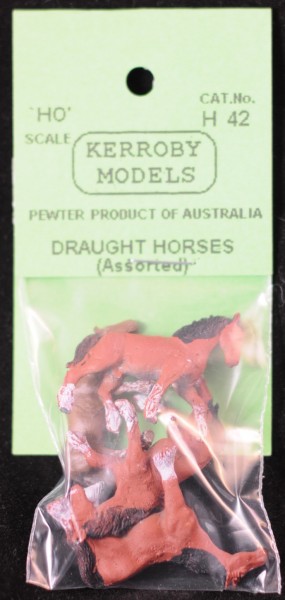 'HO'
SCALE
CAT.No.
H 42
KERROBY
MODELS
PEWTER PRODUCT OF AUSTRALIA
DRAUGHT HORSES
(Assorted)